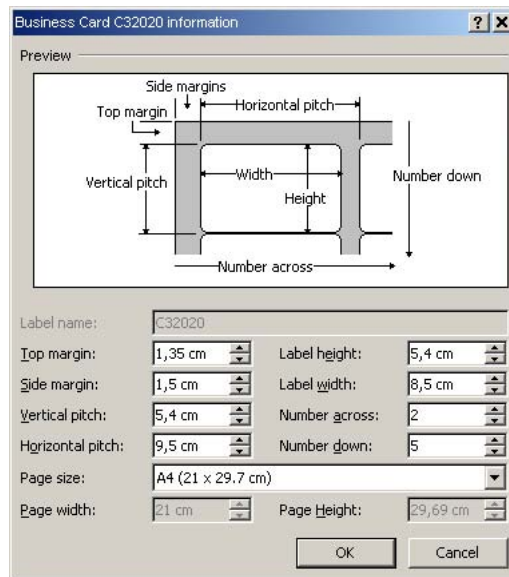 Business Card C32020 information
Preview
Side margins
Top margin
Horizontal pitch
Vertical pitch
Width
Height
Number down
Number across
Label name: C32020
Top margin: 1,35 cm Label height: 5,4 cm
Side margin: 1,5 cm Label width: 8,5 cm
Vertical pitch: 5,4 cm Number across: 2
Horizontal pitch: 9,5 cm Number down: 5
Page size: A4 (21 x 29.7 cm)
Page width: 21 cm Page Height: 29,69 cm
OK Cancel